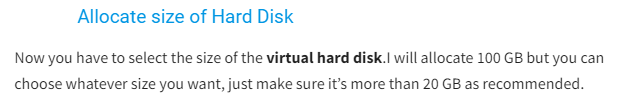 Allocate size of Hard Disk
Now you have to select the size of the virtual hard disk.I will allocate 100 GB but you can
choose whatever size you want, just make sure it's more than 20 GB as recommended.